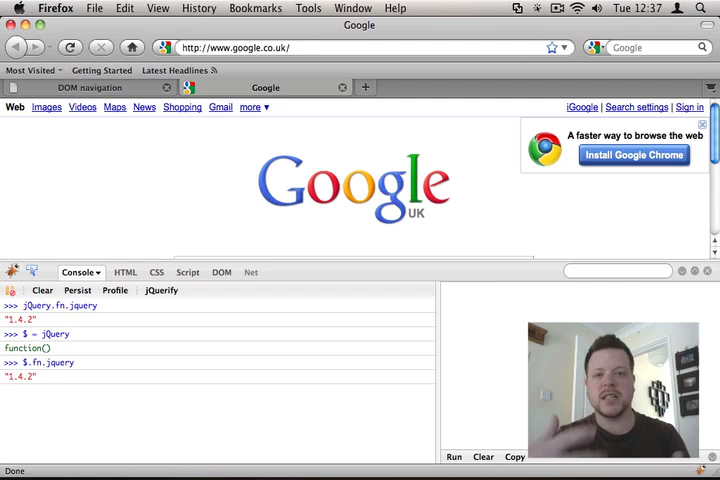 Firefox File Edit View History Bookmarks Tools Window Help Tue 12:37
Google
http://www.google.co.uk/ Google
Most Visited Getting Started Latest Headlines
DOM navigation Google
Web Images Videos Maps News Shopping Gmail more iGoogle | Search settings | Sign in
A faster way to browse the web
Install Google Chrome
Google
UK
Console HTML CSS Script DOM Net
Clear Persist Profile jQuerify
>>> jQuery.fn.jquery
"1.4.2"
>>> $ = jQuery
function()
>>> $.fn.jquery
"1.4.2"
Run Clear Copy
Done